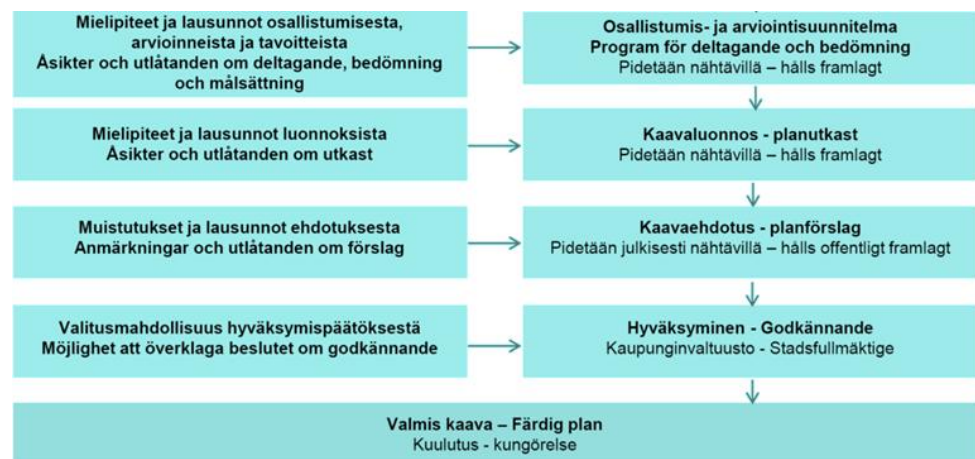 Mielipiteet ja lausunnot osallistumisesta,
arvioinneista ja tavoitteista
Åsikter och utlåtanden om deltagande, bedömning
och målsättning
Osallistumis- ja arviointisuunnitelma
Program för deltagande och bedömning
Pidetään nähtävillä – hålls framlagt
Mielipiteet ja lausunnot luonnoksista
Åsikter och utlåtanden om utkast
Kaavaluonnos - planutkast
Pidetään nähtävillä – hålls framlagt
Muistutukset ja lausunnot ehdotuksesta
Anmärkningar och utlåtanden om förslag
Kaavaehdotus - planförslag
Pidetään julkisesti nähtävillä – hålls offentligt framlagt
Valitusmahdollisuus hyväksymispäätöksestä
Möjlighet att överklaga beslutet om godkännande
Hyväksyminen - Godkännande
Kaupunginvaltuusto - Stadsfullmäktige
Valmis kaava – Färdig plan
Kuulutus - kungörelse